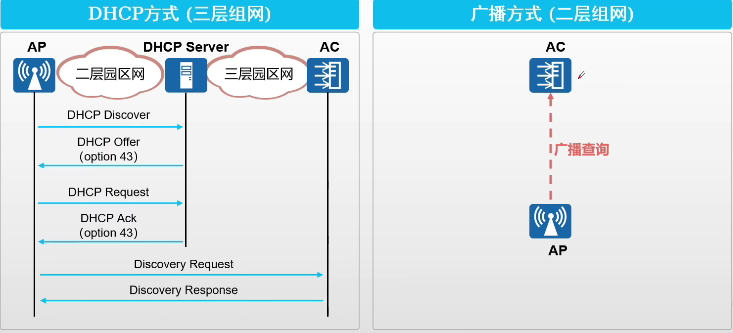 DHCP方式 (三层组网)
AP
DHCP Server
AC
二层园区网
三层园区网
DHCP Discover
DHCP Offer
(option 43)
DHCP Request
DHCP Ack
(option 43)
Discovery Request
Discovery Response
广播方式 (二层组网)
AC
广播查询
AP